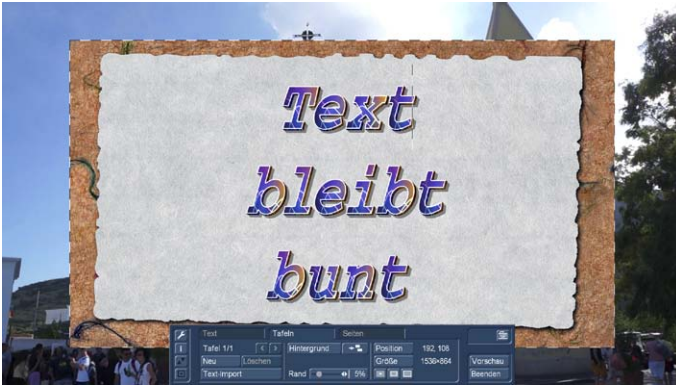 Text
bleibt
bunt
Text Tafeln Seiten
Tafel 1/1 Hintergrund Position 192, 108
Neu Löschen Größe 1536×864 Vorschau
Text-Import Rand 5% Beenden